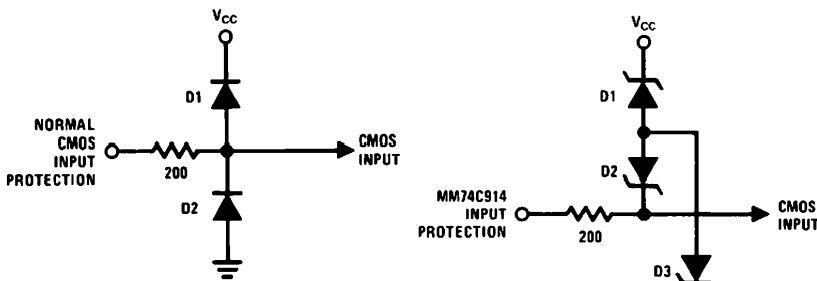 VCC
D1
NORMAL
CMOS
INPUT
PROTECTION
200
CMOS
INPUT
D2
VCC
D1
D2
MM74C914
INPUT
PROTECTION
200
CMOS
INPUT
D3